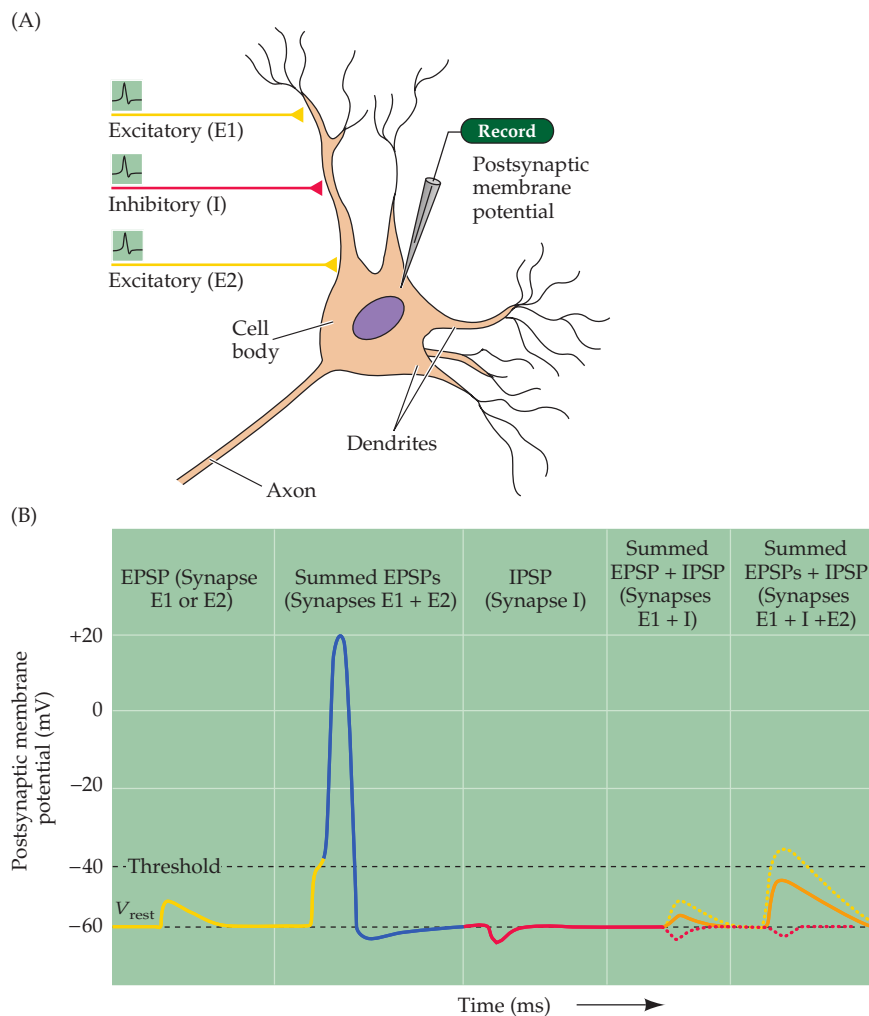 (A)
Excitatory (E1)
Inhibitory (I)
Excitatory (E2)
Record
Postsynaptic
membrane
potential
Cell
body
Dendrites
Axon
(B)
EPSP (Synapse
E1 or E2)
Summed EPSPs
(Synapses E1 + E2)
IPSP
(Synapse I)
Summed
EPSP + IPSP
(Synapses
E1 + I)
Summed
EPSPs + IPSP
(Synapses
E1 + I +E2)
Postsynaptic membrane
potential (mV)
+20
0
−20
−40
−60
Threshold
Vrest
Time (ms)